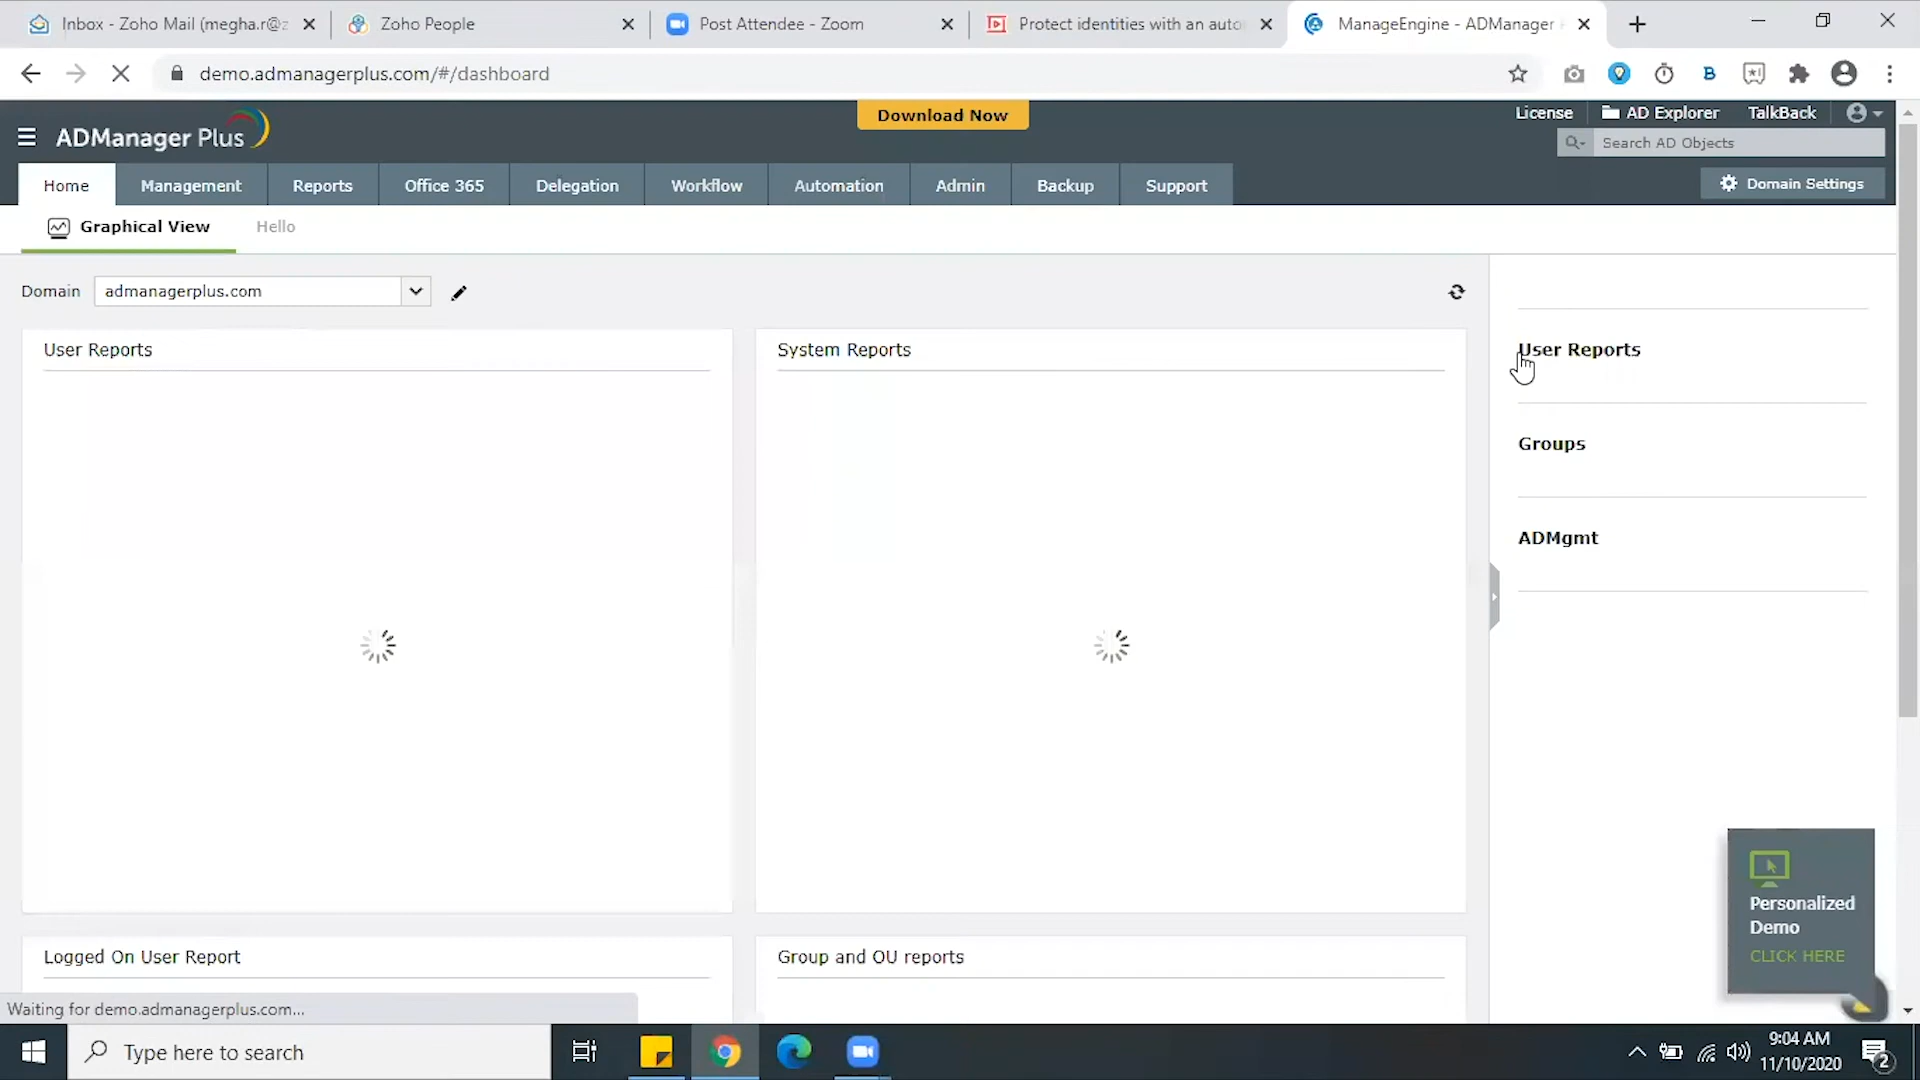 Inbox - Zoho Mail (megha.r@z
Zoho People
Post Attendee - Zoom
Protect identities with an auto
ManageEngine - ADManager
demo.admanagerplus.com/#/dashboard
Download Now
License
AD Explorer
TalkBack
ADManager Plus
Search AD Objects
Home
Management
Reports
Office 365
Delegation
Workflow
Automation
Admin
Backup
Support
Domain Settings
Graphical View
Hello
Domain
admanagerplus.com
User Reports
System Reports
User Reports
Groups
ADMgmt
Personalized
Demo
CLICK HERE
Logged On User Report
Group and OU reports
Waiting for demo.admanagerplus.com...
Type here to search
9:04 AM
11/10/2020
2